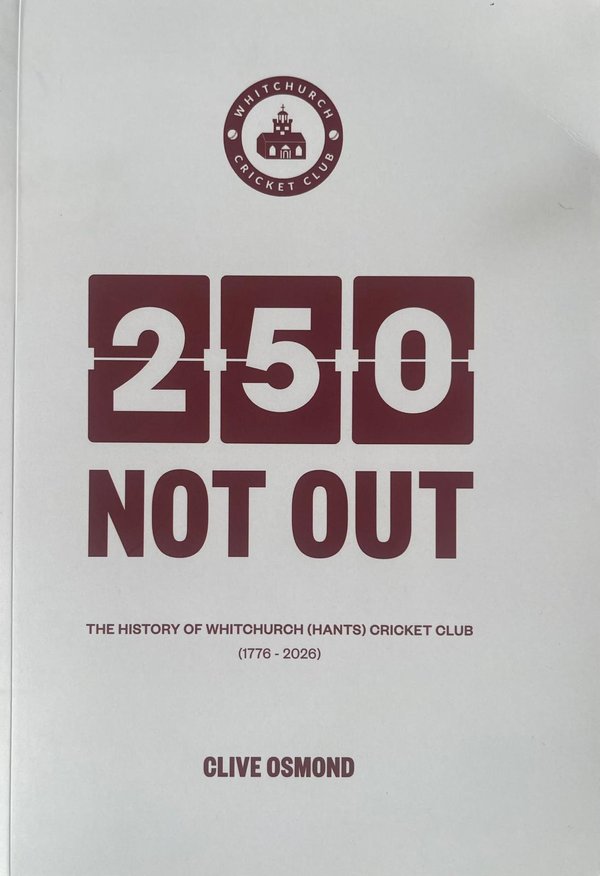 WHITCHURCH
CRICKET CLUB
250
NOT OUT
THE HISTORY OF WHITCHURCH (HANTS) CRICKET CLUB
(1776 - 2026)
CLIVE OSMOND